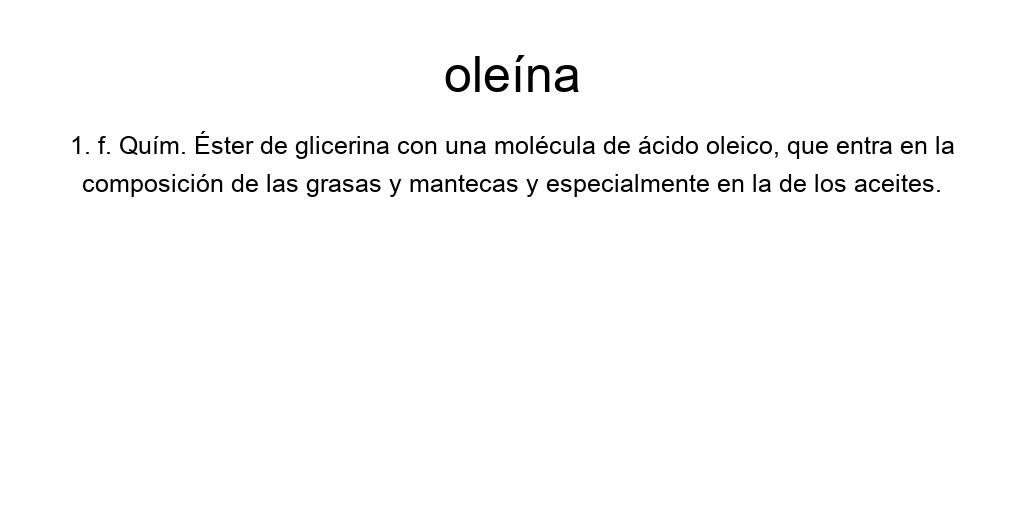 oleína
1. f. Quím. Éster de glicerina con una molécula de ácido oleico, que entra en la
composición de las grasas y mantecas y especialmente en la de los aceites.